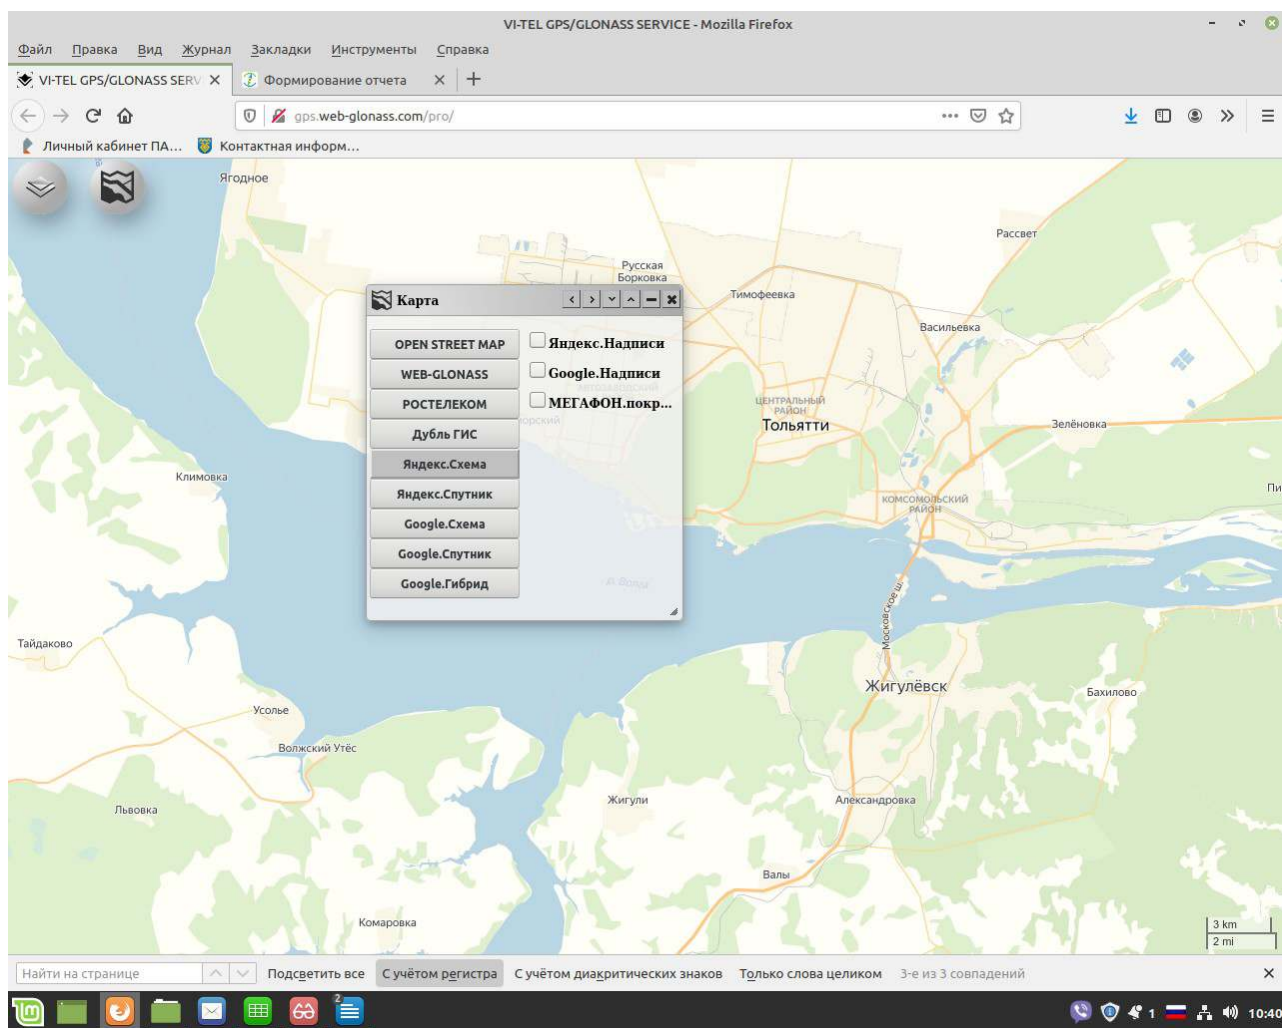 VI-TEL GPS/GLONASS SERVICE - Mozilla Firefox
Файл Правка Вид Журнал Закладки Инструменты Справка
VI-TEL GPS/GLONASS SERV
Формирование отчета
gps.web-glonass.com/pro/
Личный кабинет ПА...
Контактная информ...
Ягодное
Рассвет
Русская
Борковка
Тимофеевка
Васильевка
Карта
OPEN STREET MAP
Яндекс.Надписи
WEB-GLONASS
Google.Надписи
РОСТЕЛЕКОМ
МЕГАФОН.покр...
Дубль ГИС
Яндекс.Схема
Яндекс.Спутник
Google.Схема
Google.Спутник
Google.Гибрид
ЦЕНТРАЛЬНЫЙ
РАЙОН
Тольятти
Зелёновка
Климовка
КОМСОМОЛЬСКИЙ
РАЙОН
Пи
р. Волга
Московское ш.
Тайдаково
Жигулёвск
Бахилово
Усолье
Волжский Утёс
Львовка
Жигули
Александровка
Валы
Комаровка
3 km
2 mi
Найти на странице
Подсветить все
С учётом регистра
С учётом диакритических знаков
Только слова целиком
3-е из 3 совпадений
2
1
10:40